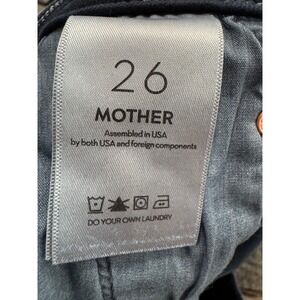 26
MOTHER
Assembled in USA
by both USA and foreign components
DO YOUR OWN LAUNDRY